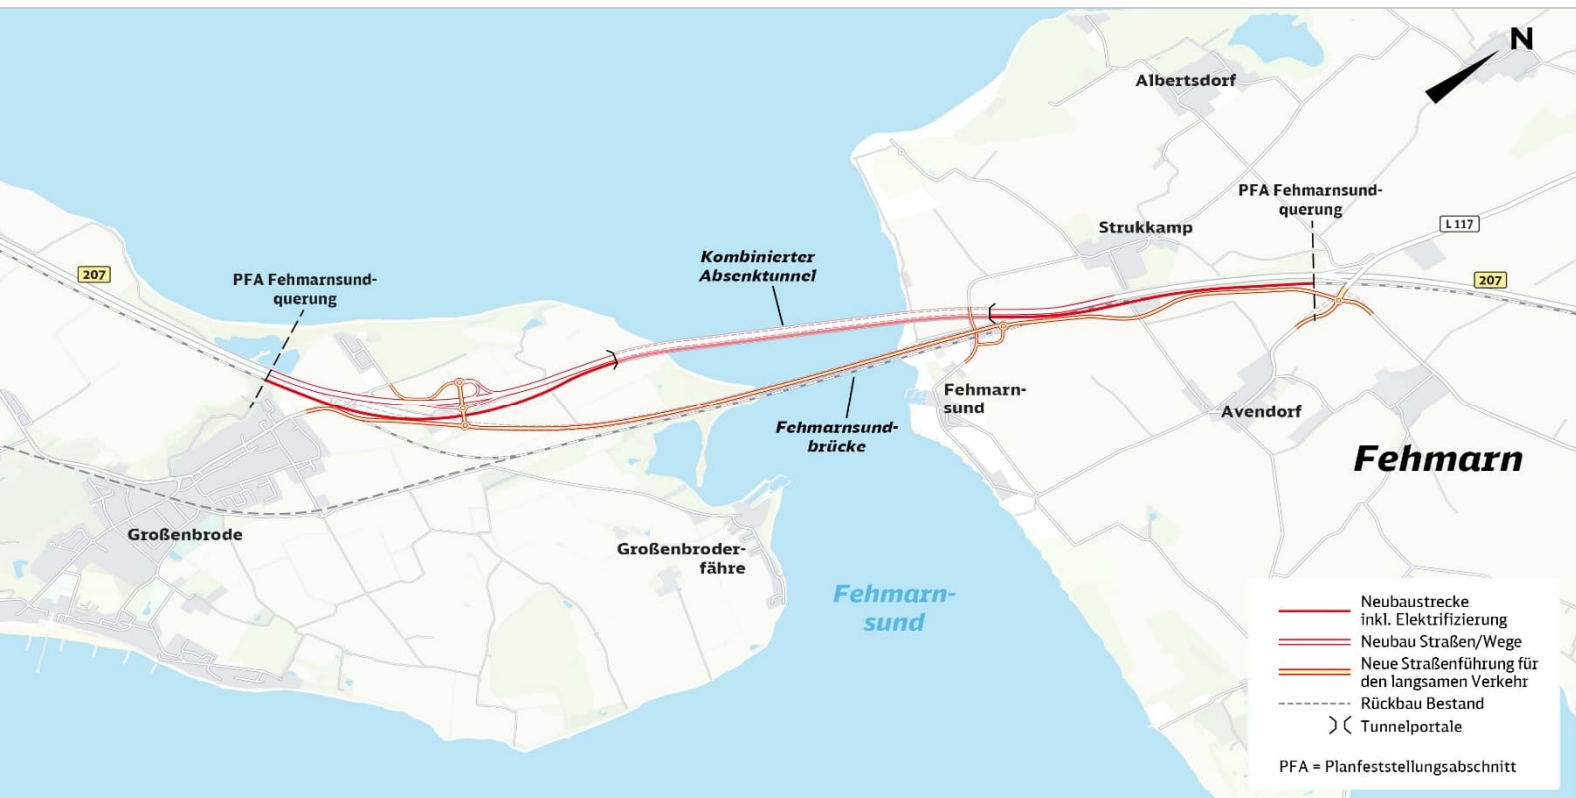 N
Albertsdorf
PFA Fehmarnsund-
querung
L 117
Strukkamp
Kombinierter
Absenktunnel
207
PFA Fehmarnsund-
querung
207
Fehmarn-
sund
Avendorf
Fehmarnsund-
brücke
Fehmarn
Großenbrode
Großenbroder-
fähre
Fehmarn-
sund
Neubaustrecke
inkl. Elektrifizierung
Neubau Straßen/Wege
Neue Straßenführung für
den langsamen Verkehr
Rückbau Bestand
Tunnelportale
PFA = Planfeststellungsabschnitt